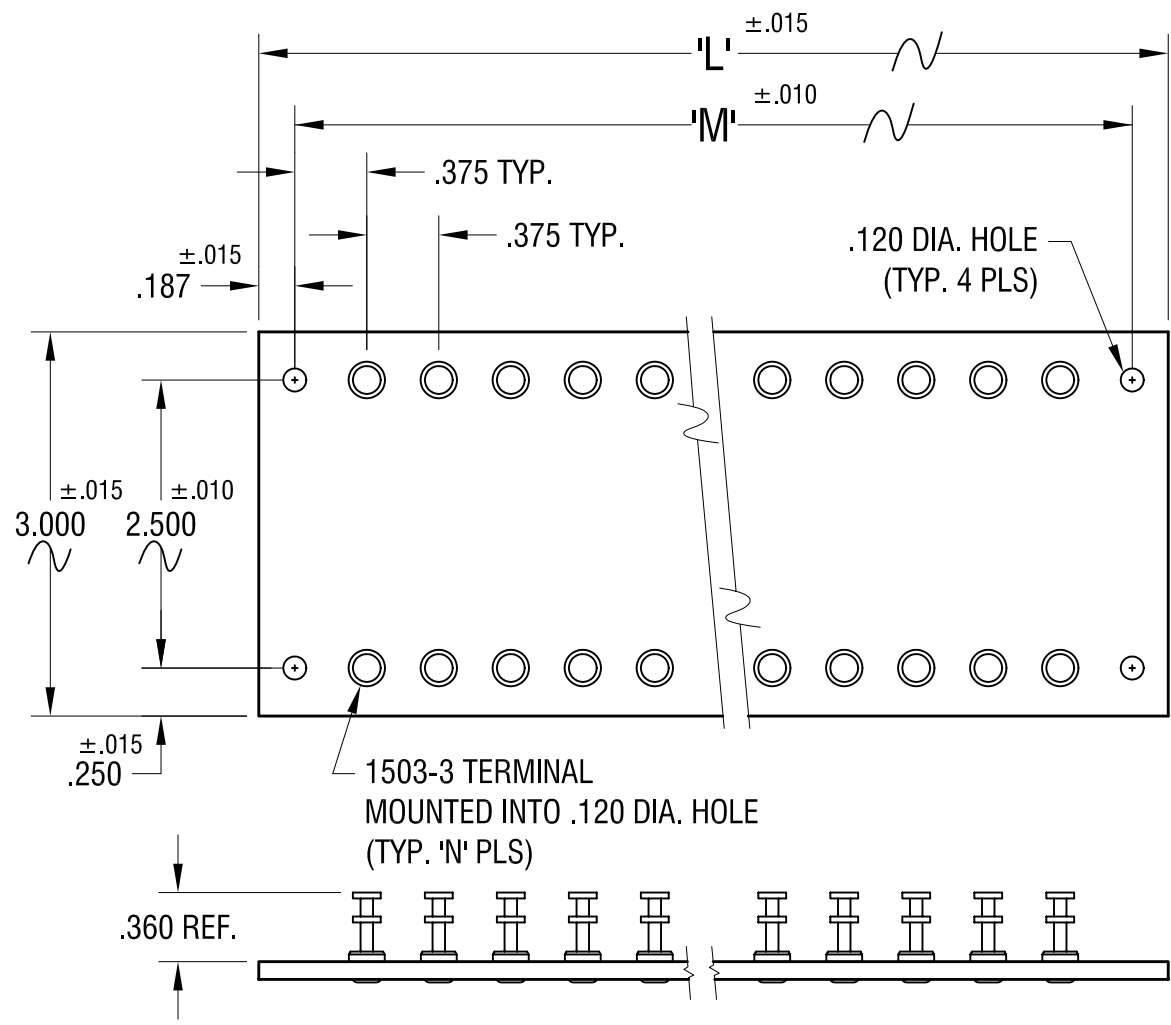 ±.015
'L'
±.010
'M'
.375 TYP.
.375 TYP.
±.015
.187
.120 DIA. HOLE
(TYP. 4 PLS)
±.015
3.000
±.010
2.500
±.015
.250
1503-3 TERMINAL
MOUNTED INTO .120 DIA. HOLE
(TYP. 'N' PLS)
.360 REF.